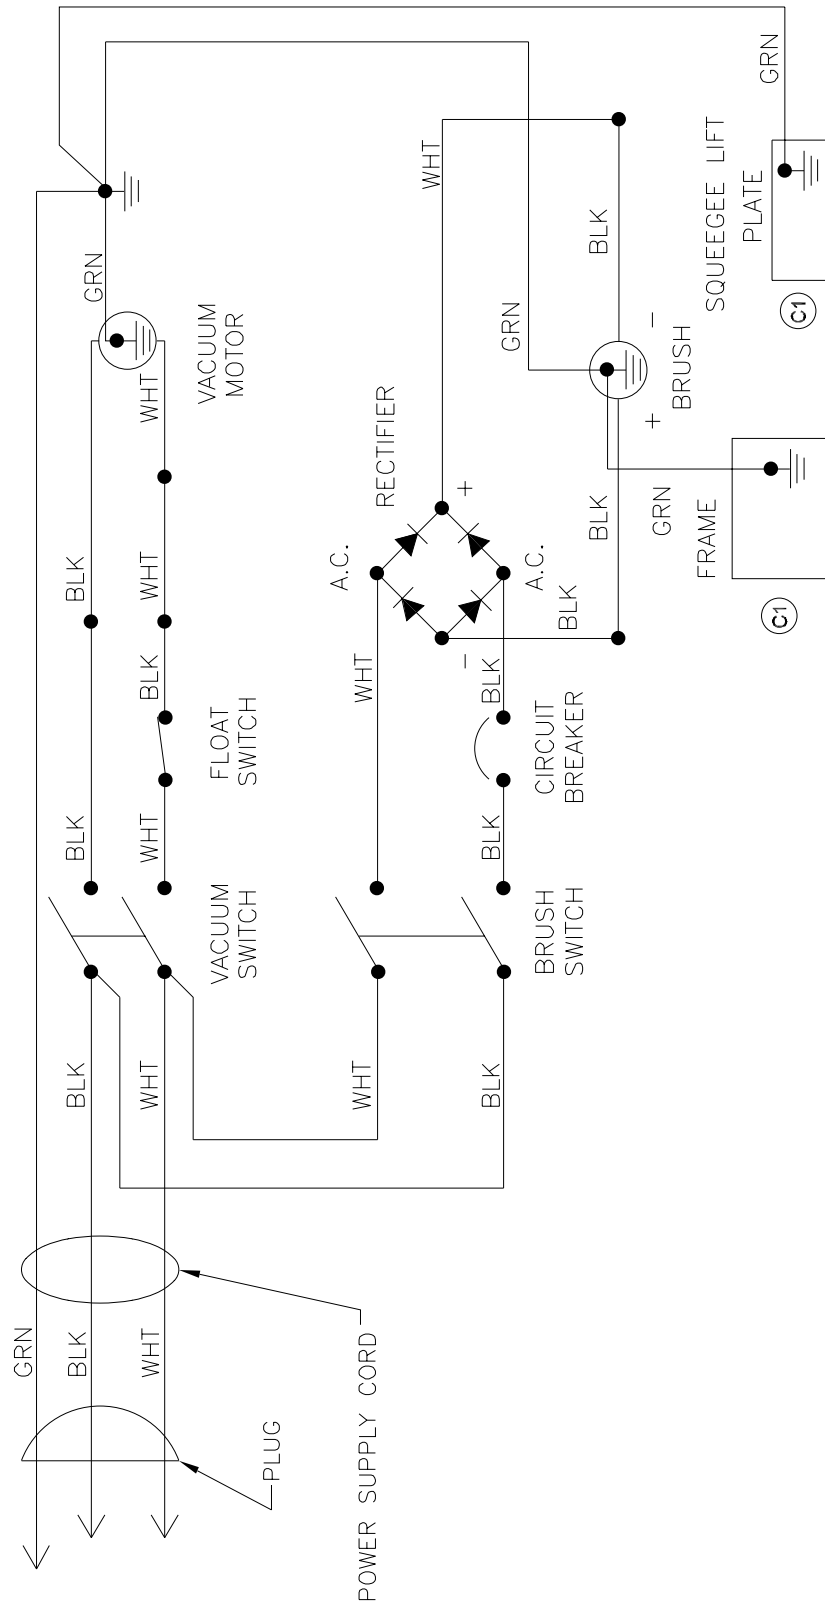 GRN
BLK
BLK
BLK
BLK
GRN
WHT
WHT
WHT
BLK
WHT
WHT
VACUUM
SWITCH
FLOAT
SWITCH
VACUUM
MOTOR
PLUG
POWER SUPPLY CORD
WHT
WHT
A.C.
RECTIFIER
WHT
−
+
BLK
BLK
BLK
A.C.
GRN
BRUSH
SWITCH
CIRCUIT
BREAKER
BLK
BLK
BLK
+
−
BRUSH
GRN
FRAME
SQUEEGEE LIFT
PLATE
GRN
C1
C1